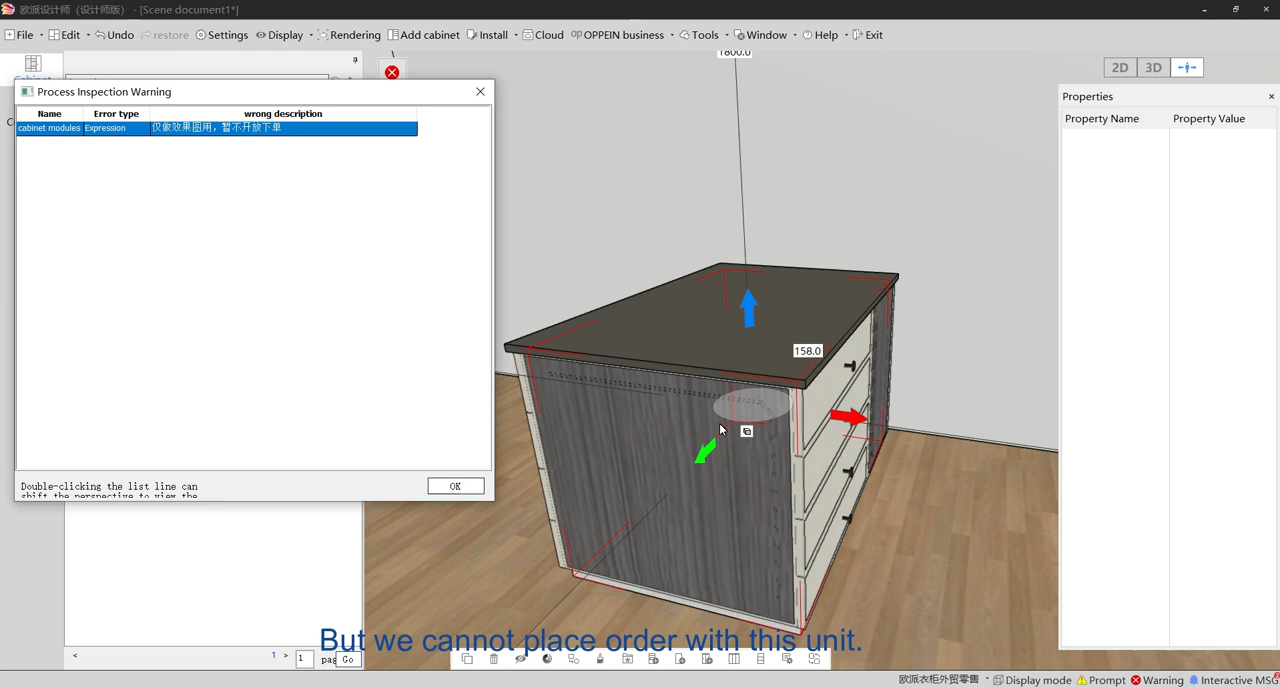 欧派设计师（设计师版） - [Scene document1*]
File Edit Undo restore Settings Display Rendering Add cabinet Install Cloud OPPEIN business Tools Window Help Exit
1600.0
2D 3D
Process Inspection Warning
Name Error type wrong description
cabinet modules Expression 仅做效果图用，暂不开放下单
Properties
Property Name Property Value
158.0
Double-clicking the list line can
shift the perspective to view the
OK
But we cannot place order with this unit.
< 1 > 1 pag Go
欧派衣柜外贸零售 Display mode Prompt Warning Interactive MSG